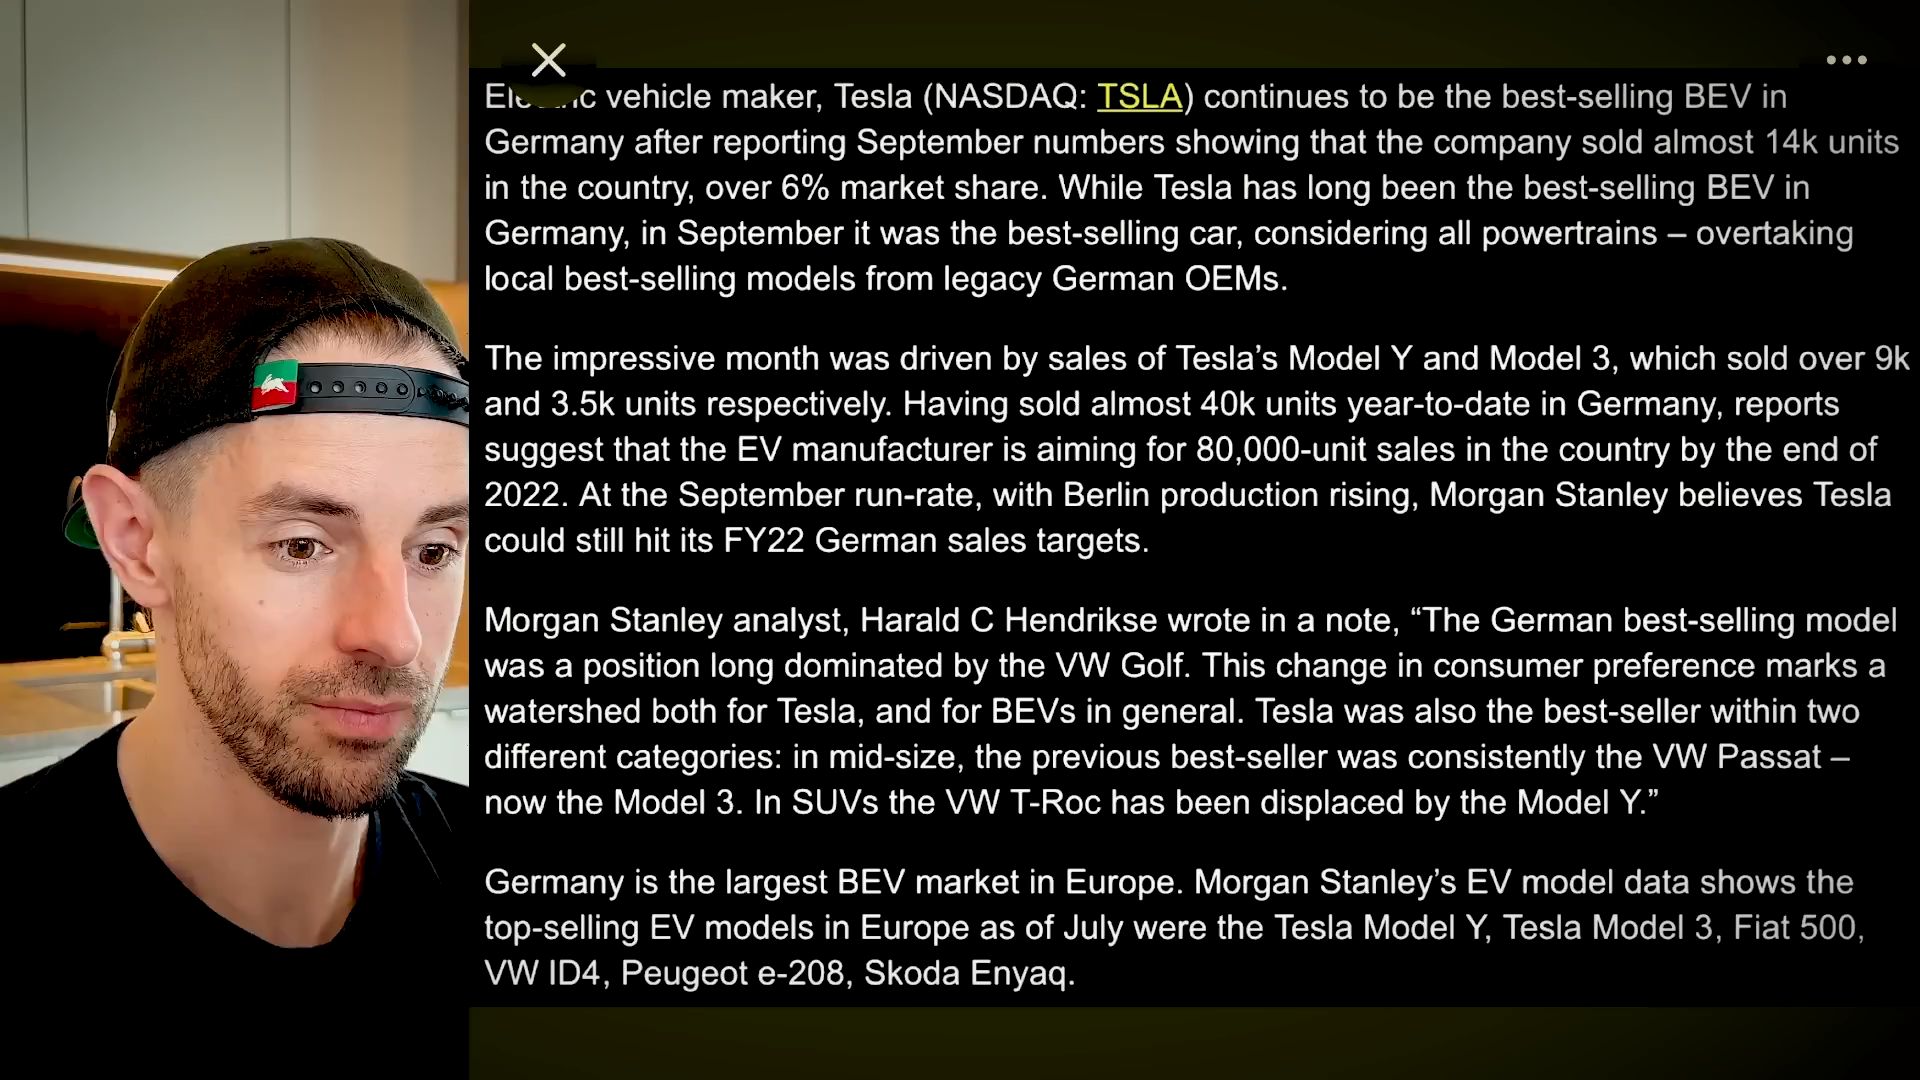 vehicle maker, Tesla (NASDAQ: TSLA) continues to be the best-selling BEV in
Germany after reporting September numbers showing that the company sold almost 14k units
in the country, over 6% market share. While Tesla has long been the best-selling BEV in
Germany, in September it was the best-selling car, considering all powertrains – overtaking
local best-selling models from legacy German OEMs.
The impressive month was driven by sales of Tesla’s Model Y and Model 3, which sold over 9k
and 3.5k units respectively. Having sold almost 40k units year-to-date in Germany, reports
suggest that the EV manufacturer is aiming for 80,000-unit sales in the country by the end of
2022. At the September run-rate, with Berlin production rising, Morgan Stanley believes Tesla
could still hit its FY22 German sales targets.
Morgan Stanley analyst, Harald C Hendrikse wrote in a note, “The German best-selling model
was a position long dominated by the VW Golf. This change in consumer preference marks a
watershed both for Tesla, and for BEVs in general. Tesla was also the best-seller within two
different categories: in mid-size, the previous best-seller was consistently the VW Passat –
now the Model 3. In SUVs the VW T-Roc has been displaced by the Model Y.”
Germany is the largest BEV market in Europe. Morgan Stanley’s EV model data shows the
top-selling EV models in Europe as of July were the Tesla Model Y, Tesla Model 3, Fiat 500,
VW ID4, Peugeot e-208, Skoda Enyaq.